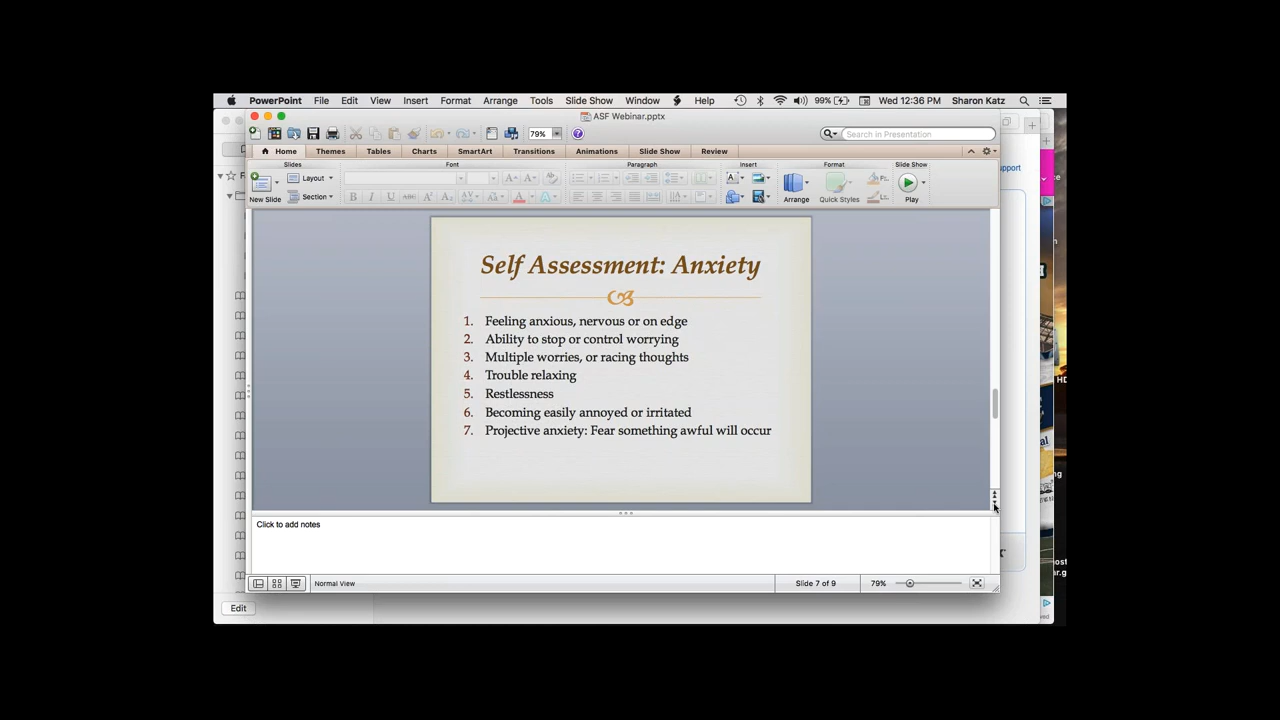 PowerPoint File Edit View Insert Format Arrange Tools Slide Show Window Help 99% Wed 12:36 PM Sharon Katz
ASF Webinar.pptx
79% Search in Presentation
Home Themes Tables Charts SmartArt Transitions Animations Slide Show Review
Slides Font Paragraph Insert Format Slide Show
Layout
Section
New Slide Arrange Quick Styles Play
Self Assessment: Anxiety
1. Feeling anxious, nervous or on edge
2. Ability to stop or control worrying
3. Multiple worries, or racing thoughts
4. Trouble relaxing
5. Restlessness
6. Becoming easily annoyed or irritated
7. Projective anxiety: Fear something awful will occur
Click to add notes
Normal View Slide 7 of 9 79%
Edit
pport
HD